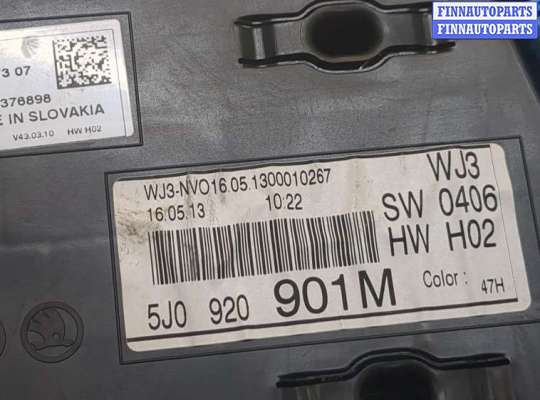 FINNAUTOPARTS
FINNAUTOPARTS
3 07
376898
E IN SLOVAKIA
V43.03.10 HW H02
WJ3-NVO16.05.1300010267
16.05.13 10:22
WJ3
SW 0406
HW H02
5J0 920 901M
Color : 47H